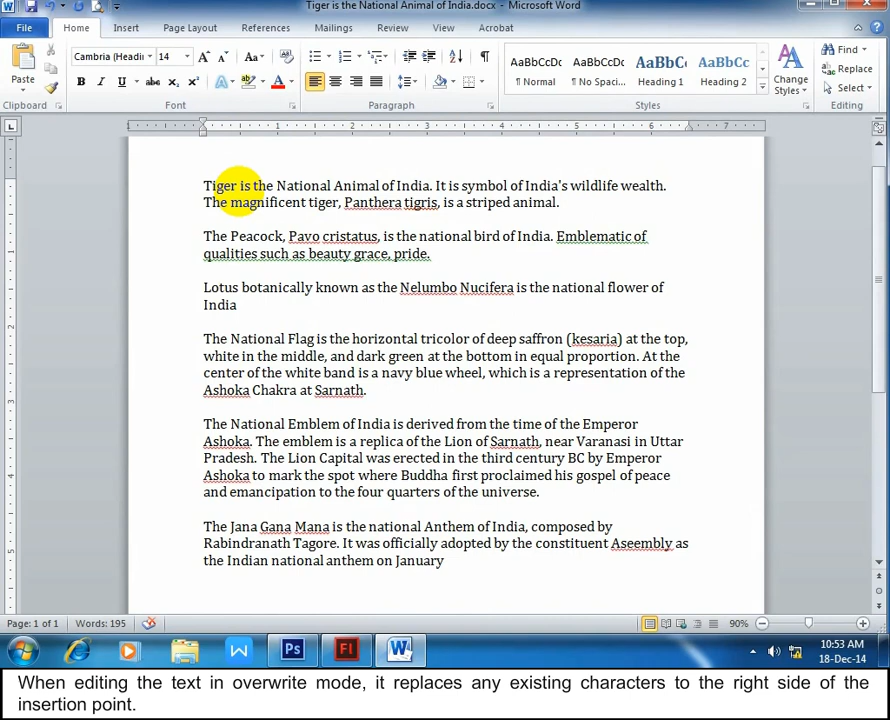 Tiger is the National Animal of India.docx - Microsoft Word
File Home Insert Page Layout References Mailings Review View Acrobat
Cambria (Headi 14
Find
Replace
Select
Paste
AaBbCcDc AaBbCcDc AaBbC AaBbCc
¶ Normal ¶ No Spaci... Heading 1 Heading 2
Change
Styles
Clipboard Font Paragraph Styles Editing
Tiger is the National Animal of India. It is symbol of India's wildlife wealth.
The magnificent tiger, Panthera tigris, is a striped animal.
The Peacock, Pavo cristatus, is the national bird of India. Emblematic of
qualities such as beauty grace, pride.
Lotus botanically known as the Nelumbo Nucifera is the national flower of
India
The National Flag is the horizontal tricolor of deep saffron (kesaria) at the top,
white in the middle, and dark green at the bottom in equal proportion. At the
center of the white band is a navy blue wheel, which is a representation of the
Ashoka Chakra at Sarnath.
The National Emblem of India is derived from the time of the Emperor
Ashoka. The emblem is a replica of the Lion of Sarnath, near Varanasi in Uttar
Pradesh. The Lion Capital was erected in the third century BC by Emperor
Ashoka to mark the spot where Buddha first proclaimed his gospel of peace
and emancipation to the four quarters of the universe.
The Jana Gana Mana is the national Anthem of India, composed by
Rabindranath Tagore. It was officially adopted by the constituent Aseembly as
the Indian national anthem on January
Page: 1 of 1 Words: 195 90%
10:53 AM
18-Dec-14
When editing the text in overwrite mode, it replaces any existing characters to the right side of the
insertion point.